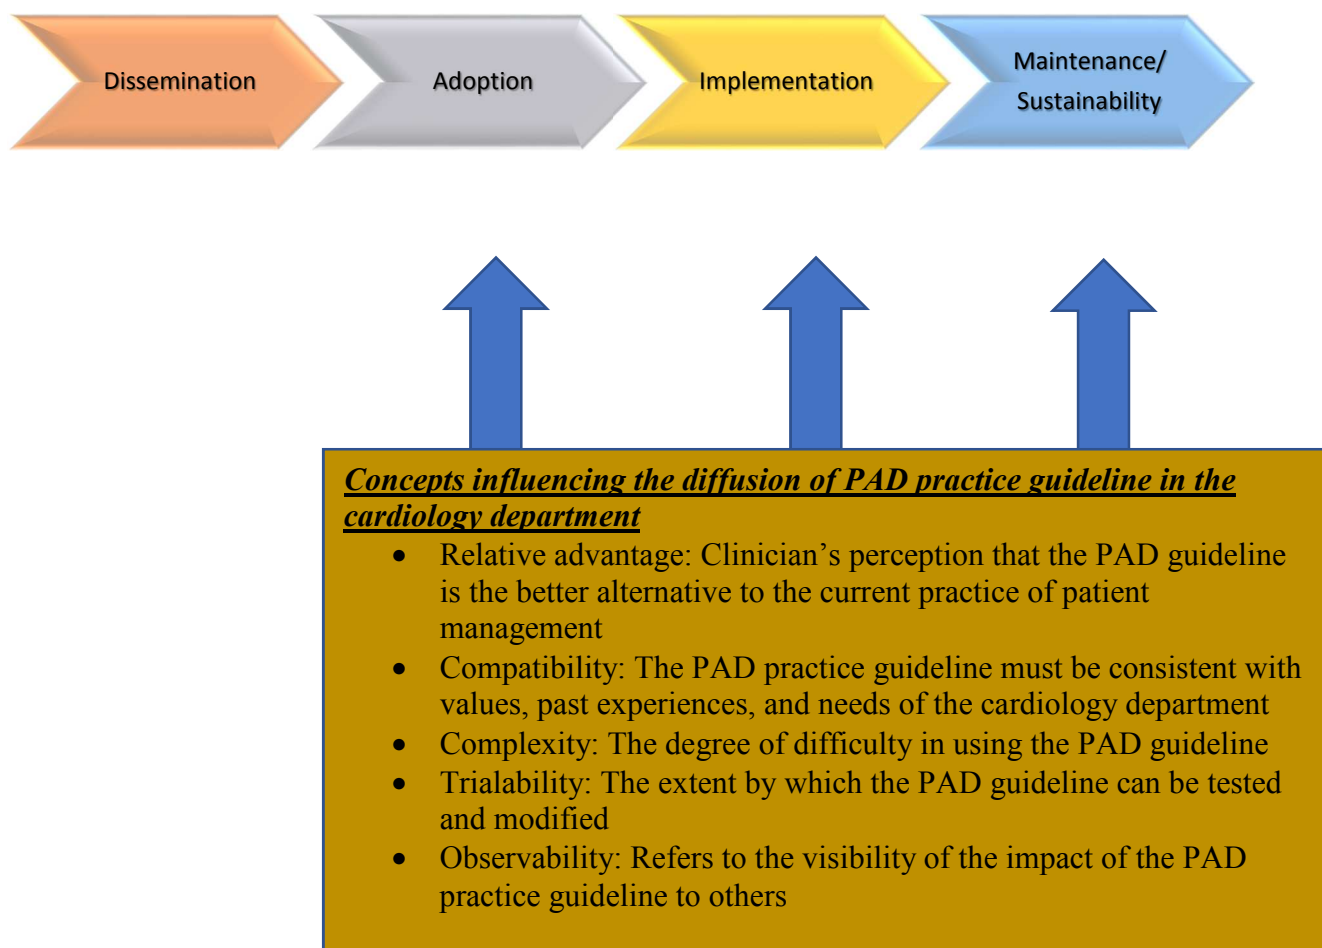 Dissemination
Adoption
Implementation
Maintenance/
Sustainability
Concepts influencing the diffusion of PAD practice guideline in the
cardiology department
• Relative advantage: Clinician’s perception that the PAD guideline
is the better alternative to the current practice of patient
management
• Compatibility: The PAD practice guideline must be consistent with
values, past experiences, and needs of the cardiology department
• Complexity: The degree of difficulty in using the PAD guideline
• Trialability: The extent by which the PAD guideline can be tested
and modified
• Observability: Refers to the visibility of the impact of the PAD
practice guideline to others